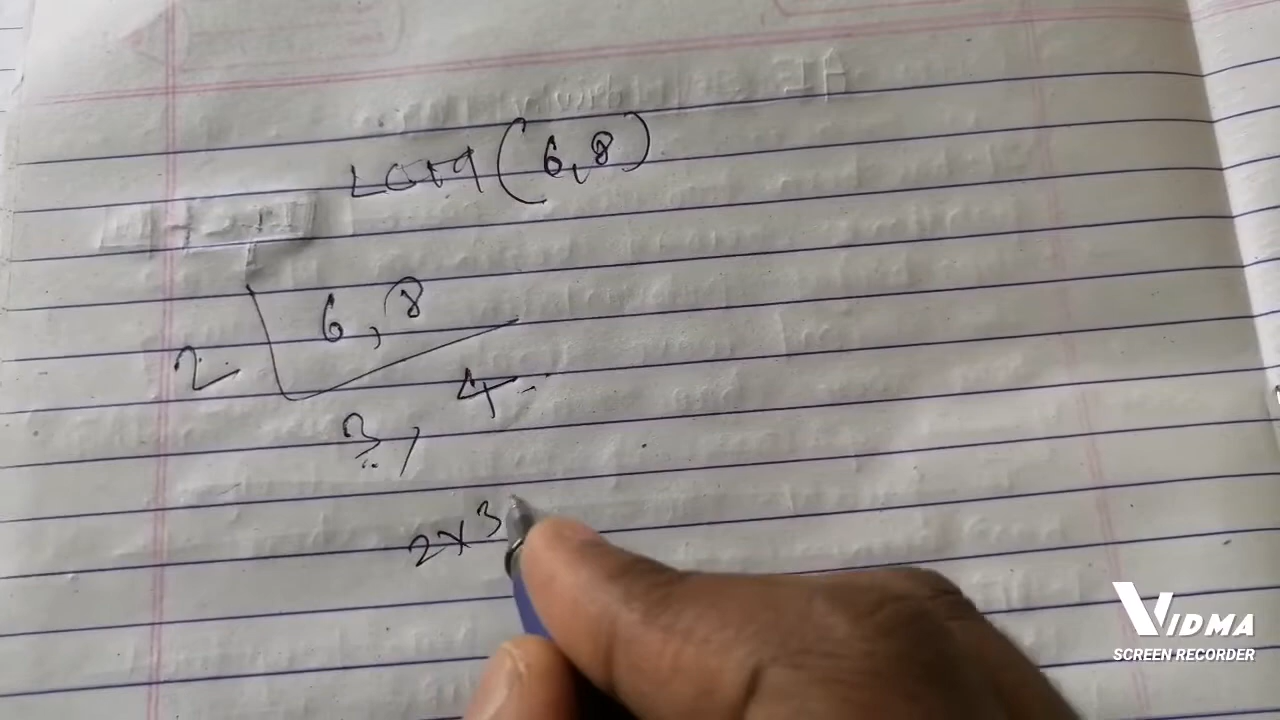 LCM (6,8)
6, 8
2
3, 4
2x3
VIDMA
SCREEN RECORDER